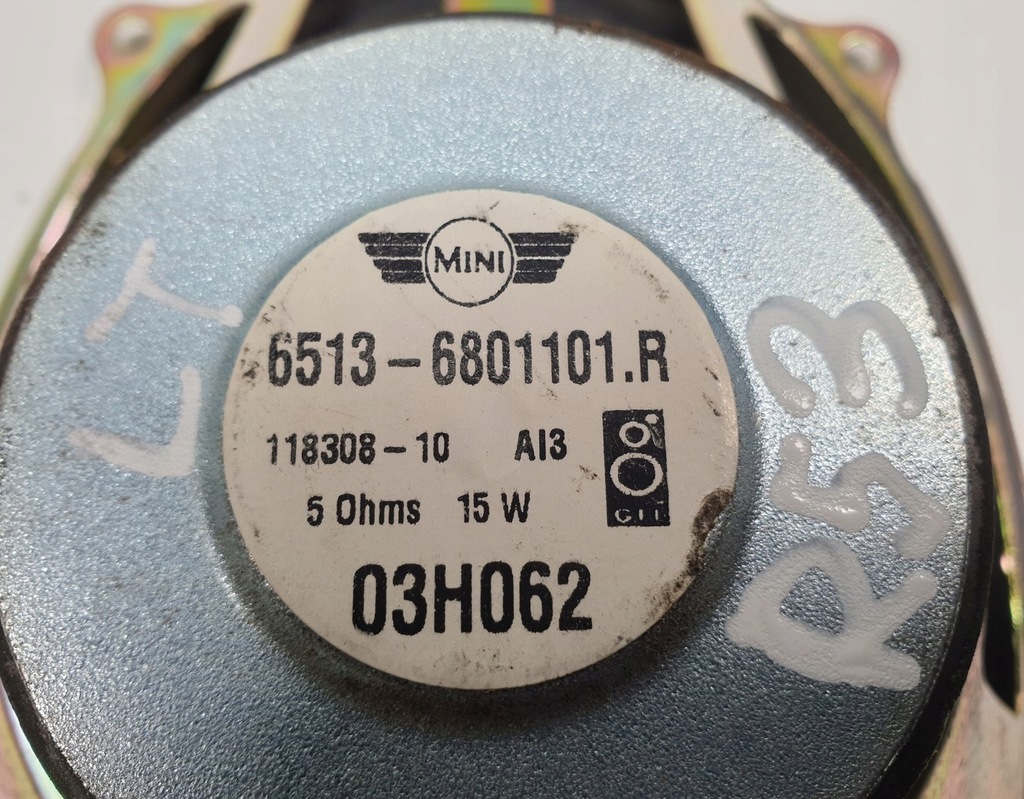 MINI
6513-6801101.R
118308-10 AI3
5 Ohms 15 W
03H062
LT
R53